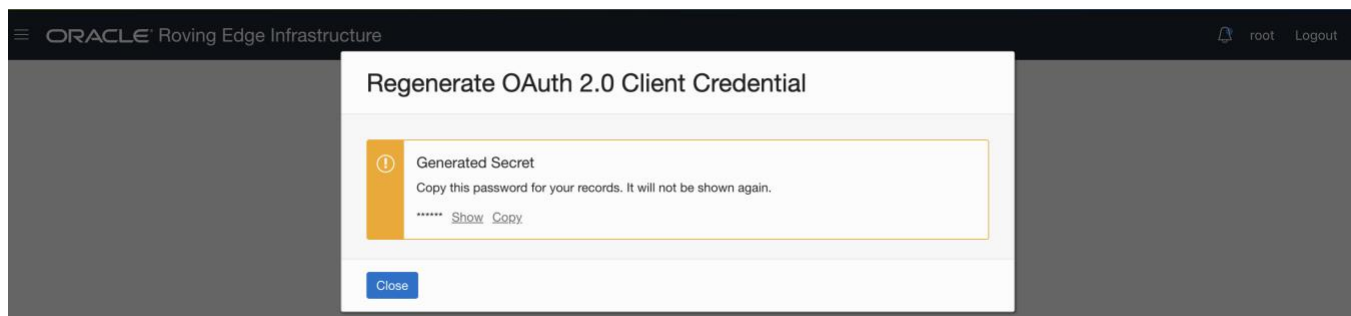 ORACLE Roving Edge Infrastructure
root Logout
Regenerate OAuth 2.0 Client Credential
Generated Secret
Copy this password for your records. It will not be shown again.
****** Show Copy
Close